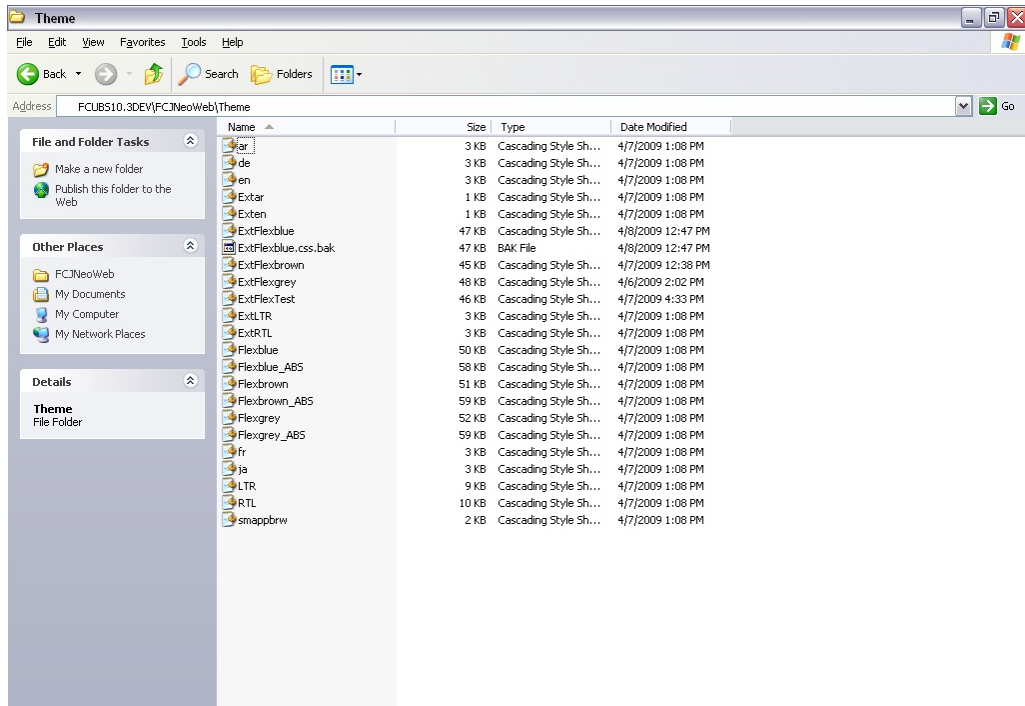 Theme
File Edit View Favorites Tools Help
Back Search Folders
Address FCUBS10.3DEV\FCJNeoWeb\Theme Go
File and Folder Tasks
Make a new folder
Publish this folder to the
Web
Other Places
FCJNeoWeb
My Documents
My Computer
My Network Places
Details
Theme
File Folder
Name Size Type Date Modified
ar 3 KB Cascading Style Sh... 4/7/2009 1:08 PM
de 3 KB Cascading Style Sh... 4/7/2009 1:08 PM
en 3 KB Cascading Style Sh... 4/7/2009 1:08 PM
Extar 1 KB Cascading Style Sh... 4/7/2009 1:08 PM
Exten 1 KB Cascading Style Sh... 4/7/2009 1:08 PM
ExtFlexblue 47 KB Cascading Style Sh... 4/8/2009 12:47 PM
ExtFlexblue.css.bak 47 KB BAK File 4/8/2009 12:47 PM
ExtFlexbrown 45 KB Cascading Style Sh... 4/7/2009 12:38 PM
ExtFlexgrey 48 KB Cascading Style Sh... 4/6/2009 2:02 PM
ExtFlexTest 46 KB Cascading Style Sh... 4/7/2009 4:33 PM
ExtLTR 3 KB Cascading Style Sh... 4/7/2009 1:08 PM
ExtRTL 3 KB Cascading Style Sh... 4/7/2009 1:08 PM
Flexblue 50 KB Cascading Style Sh... 4/7/2009 1:08 PM
Flexblue_ABS 58 KB Cascading Style Sh... 4/7/2009 1:08 PM
Flexbrown 51 KB Cascading Style Sh... 4/7/2009 1:08 PM
Flexbrown_ABS 59 KB Cascading Style Sh... 4/7/2009 1:08 PM
Flexgrey 52 KB Cascading Style Sh... 4/7/2009 1:08 PM
Flexgrey_ABS 59 KB Cascading Style Sh... 4/7/2009 1:08 PM
fr 3 KB Cascading Style Sh... 4/7/2009 1:08 PM
ja 3 KB Cascading Style Sh... 4/7/2009 1:08 PM
LTR 9 KB Cascading Style Sh... 4/7/2009 1:08 PM
RTL 10 KB Cascading Style Sh... 4/7/2009 1:08 PM
smappbrw 2 KB Cascading Style Sh... 4/7/2009 1:08 PM